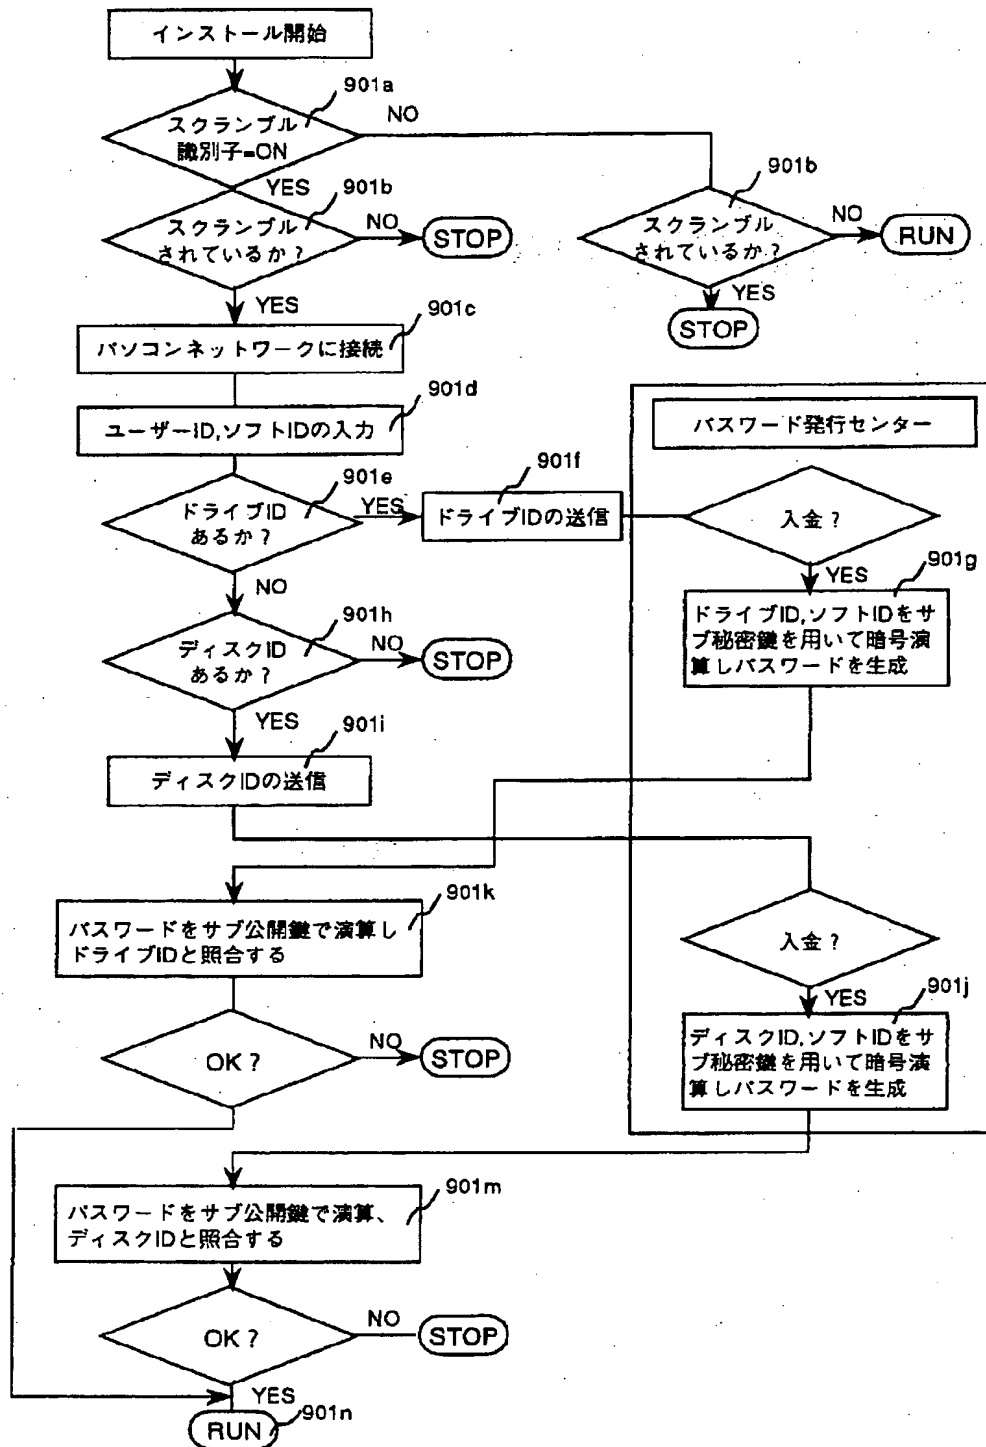 インストール開始
901a
スクランブル
識別子=ON
NO
YES
901b
スクランブル
されているか？
NO
STOP
901b
スクランブル
されているか？
NO
RUN
YES
STOP
YES
901c
パソコンネットワークに接続
901d
ユーザーID,ソフトIDの入力
パスワード発行センター
901e
ドライブID
あるか？
YES
901f
ドライブIDの送信
入金？
YES
901g
ドライブID,ソフトIDをサ
ブ秘密鍵を用いて暗号演
算しパスワードを生成
NO
901h
ディスクID
あるか？
NO
STOP
YES
901i
ディスクIDの送信
901k
パスワードをサブ公開鍵で演算し
ドライブIDと照合する
入金？
YES
901j
ディスクID,ソフトIDをサ
ブ秘密鍵を用いて暗号演
算しパスワードを生成
OK？
NO
STOP
901m
パスワードをサブ公開鍵で演算、
ディスクIDと照合する
OK？
NO
STOP
YES
RUN
901n